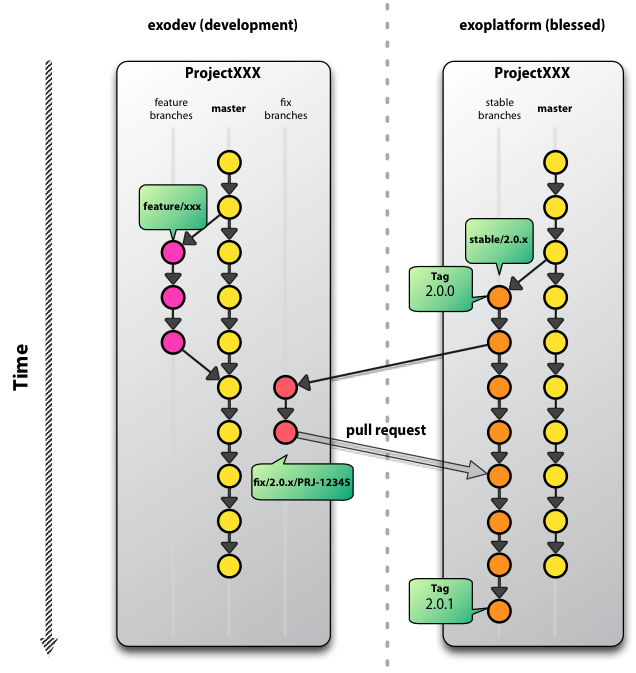 exodev (development)
exoplatform (blessed)
ProjectXXX
ProjectXXX
feature
branches
master
fix
branches
stable
branches
master
feature/xxx
stable/2.0.x
Tag
2.0.0
Time
pull request
fix/2.0.x/PRJ-12345
Tag
2.0.1